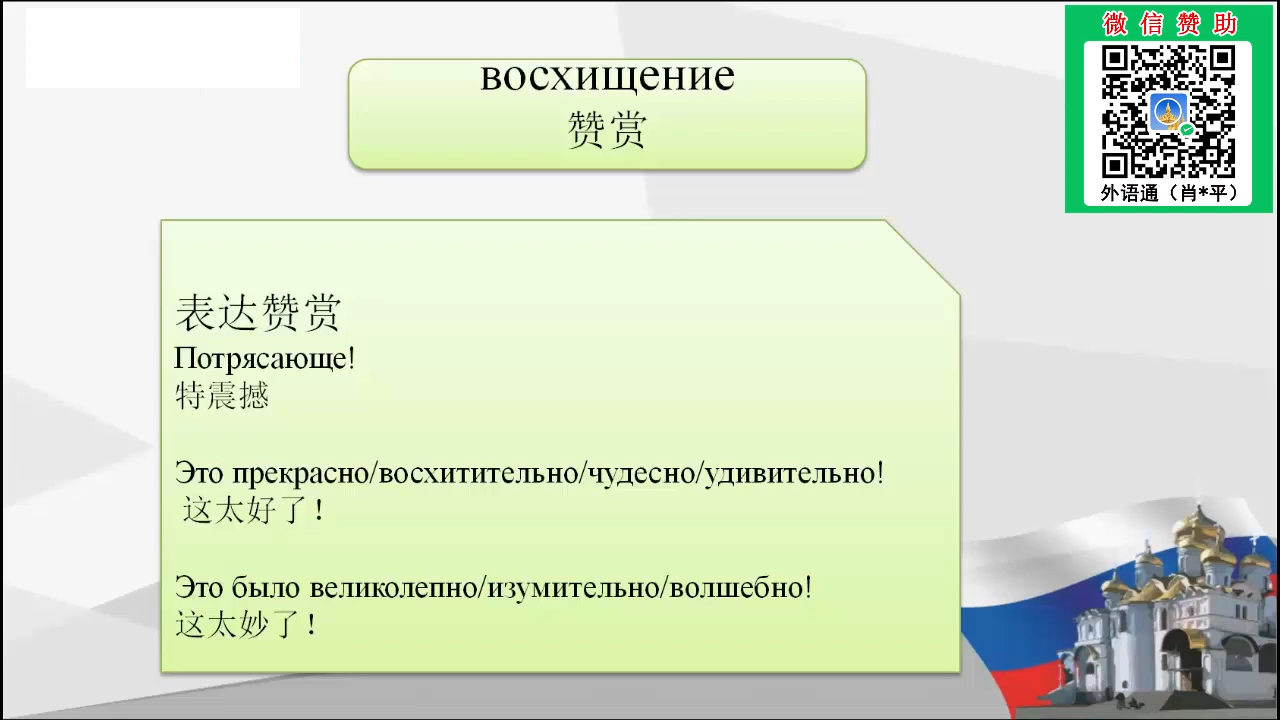 微信赞助
外语通（肖*平）
восхищение
赞赏
表达赞赏
Потрясающе!
特震撼
Это прекрасно/восхитительно/чудесно/удивительно!
这太好了！
Это было великолепно/изумительно/волшебно!
这太妙了！